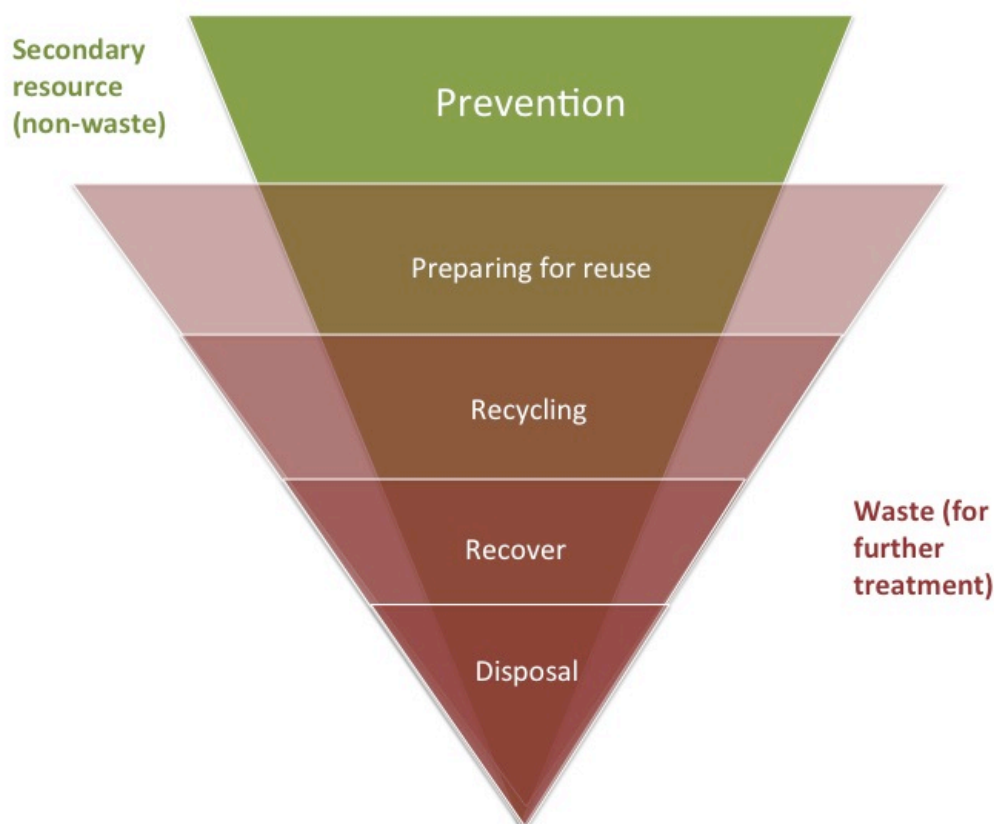 Secondary
resource
(non-waste)
Prevention
Preparing for reuse
Recycling
Recover
Waste (for
further
treatment)
Disposal